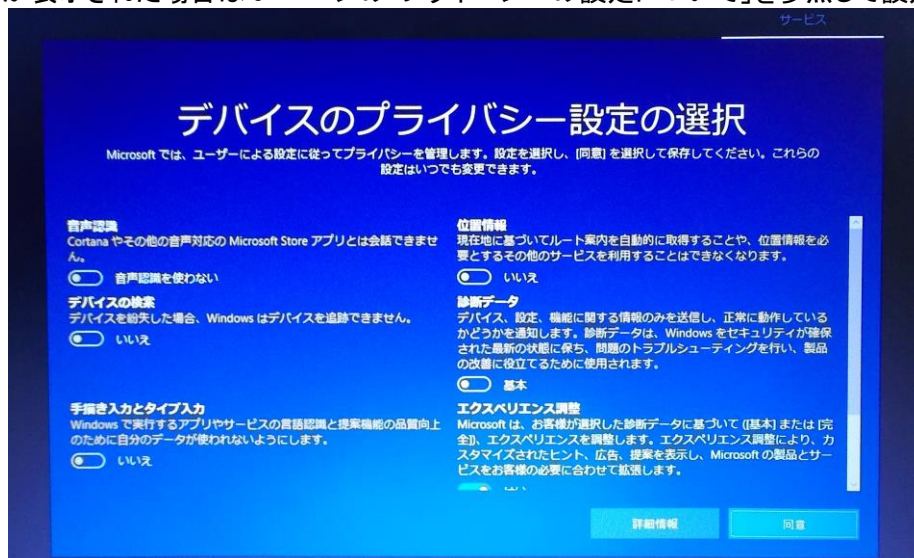 サービス
デバイスのプライバシー設定の選択
Microsoft では、ユーザーによる設定に従ってプライバシーを管理します。設定を選択し、[同意] を選択して保存してください。これらの
設定はいつでも変更できます。
音声認識
Cortana やその他の音声対応の Microsoft Store アプリとは会話できませ
ん。
音声認識を使わない
デバイスの検索
デバイスを紛失した場合、Windows はデバイスを追跡できません。
いいえ
手書き入力とタイプ入力
Windows で実行するアプリやサービスの言語認識と提案機能の品質向上
のために自分のデータが使われないようにします。
いいえ
位置情報
現在地に基づいてルート案内を自動的に取得することや、位置情報を必
要とするその他のサービスを利用することはできなくなります。
いいえ
診断データ
デバイス、設定、機能に関する情報のみを送信し、正常に動作している
かどうかを通知します。診断データは、Windows をセキュリティが確保
された最新の状態に保ち、問題のトラブルシューティングを行い、製品
の改善に役立てるために使用されます。
基本
エクスペリエンス調整
Microsoft は、お客様が選択した診断データに基づいて ([基本] または [完
全])、エクスペリエンスを調整します。エクスペリエンス調整により、カ
スタマイズされたヒント、広告、提案を表示し、Microsoft の製品とサー
ビスをお客様の必要に合わせて拡張します。
詳細情報
同意